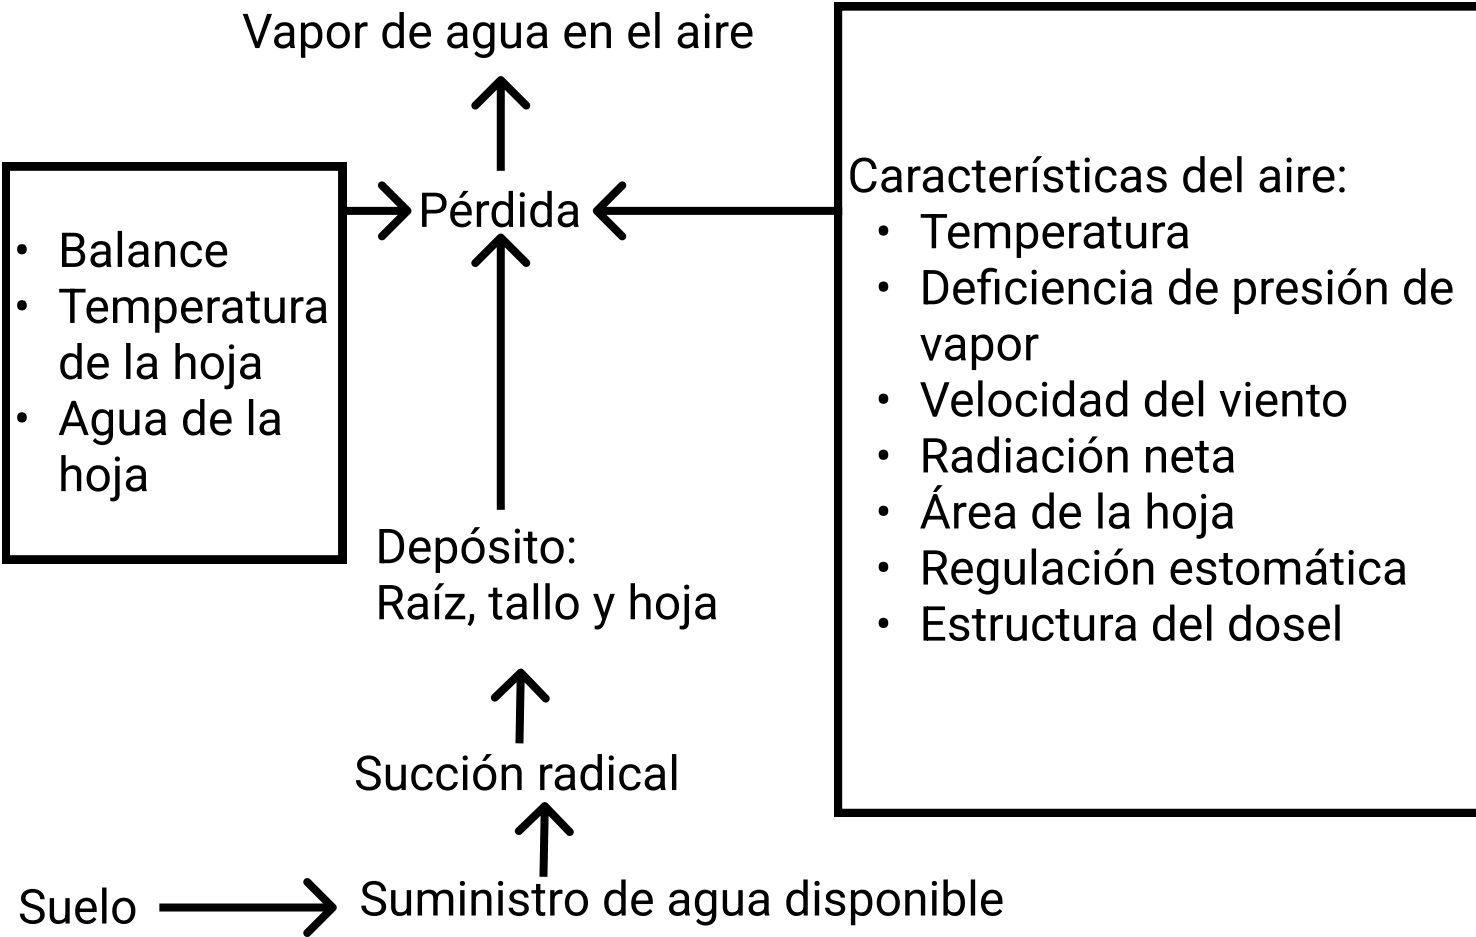 Vapor de agua en el aire
Pérdida
• Balance
• Temperatura
de la hoja
• Agua de la
hoja
Características del aire:
• Temperatura
• Deficiencia de presión de
vapor
• Velocidad del viento
• Radiación neta
• Área de la hoja
• Regulación estomática
• Estructura del dosel
Depósito:
Raíz, tallo y hoja
Succión radical
Suelo
Suministro de agua disponible